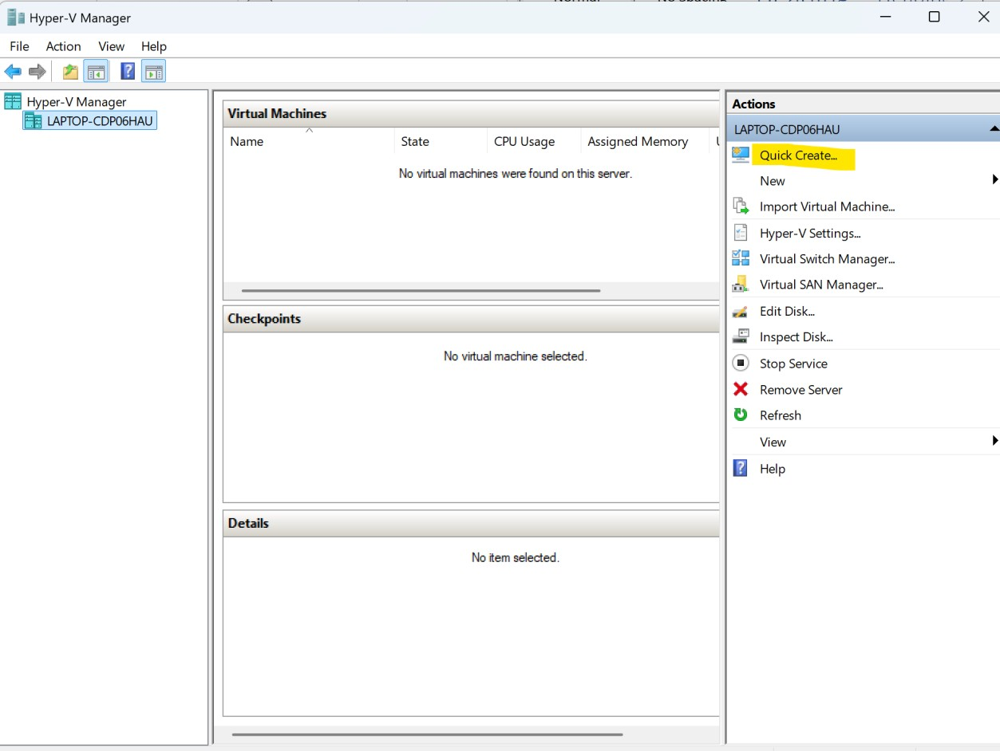 Hyper-V Manager
File Action View Help
Hyper-V Manager
LAPTOP-CDP06HAU
Virtual Machines
Name State CPU Usage Assigned Memory
No virtual machines were found on this server.
Checkpoints
No virtual machine selected.
Details
No item selected.
Actions
LAPTOP-CDP06HAU
Quick Create...
New
Import Virtual Machine...
Hyper-V Settings...
Virtual Switch Manager...
Virtual SAN Manager...
Edit Disk...
Inspect Disk...
Stop Service
Remove Server
Refresh
View
Help